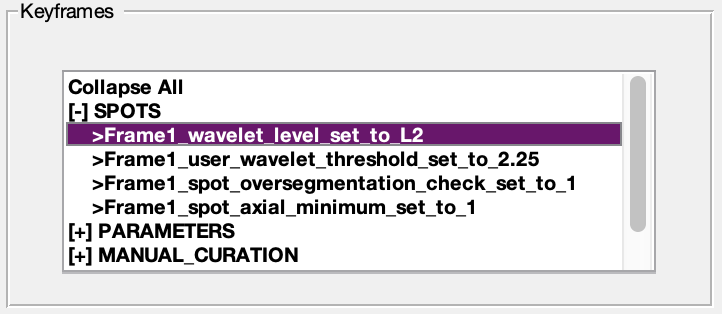 Keyframes
Collapse All
[-] SPOTS
>Frame1_wavelet_level_set_to_L2
>Frame1_user_wavelet_threshold_set_to_2.25
>Frame1_spot_oversegmentation_check_set_to_1
>Frame1_spot_axial_minimum_set_to_1
[+] PARAMETERS
[+] MANUAL_CURATION